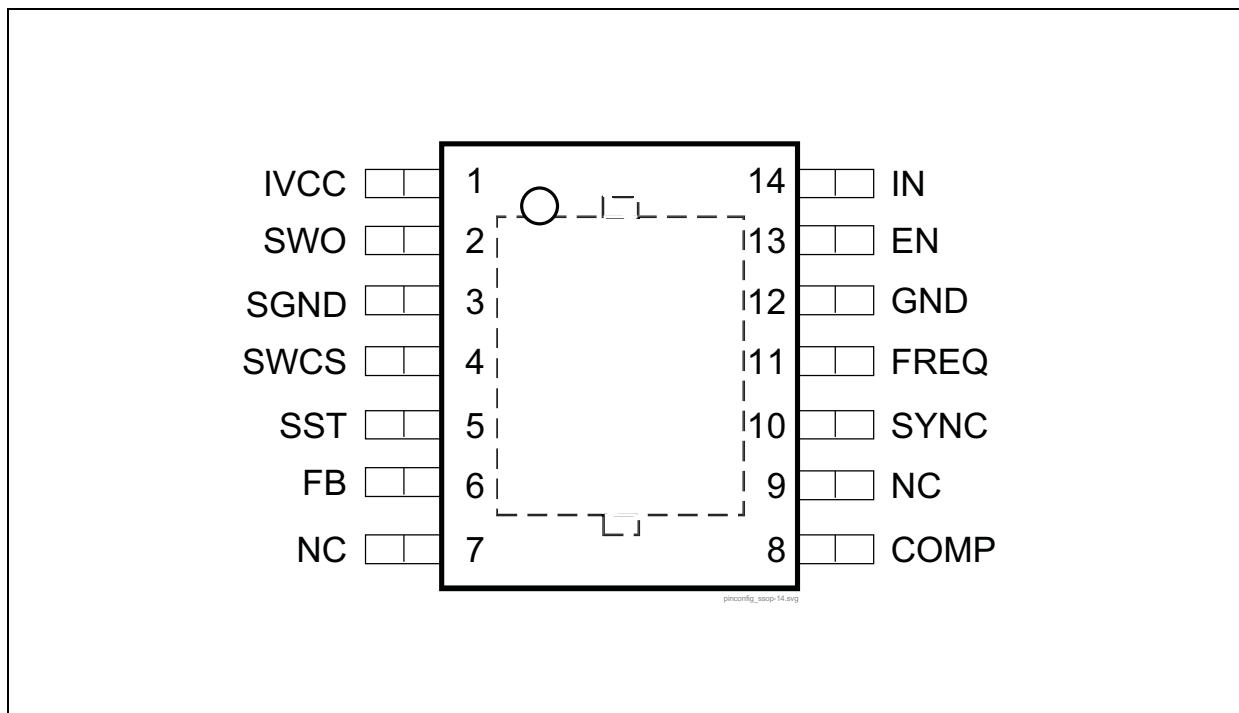 IVCC 1 14 IN
SWO 2 13 EN
SGND 3 12 GND
SWCS 4 11 FREQ
SST 5 10 SYNC
FB 6 9 NC
NC 7 8 COMP
pinconfig_ssop-14.svg